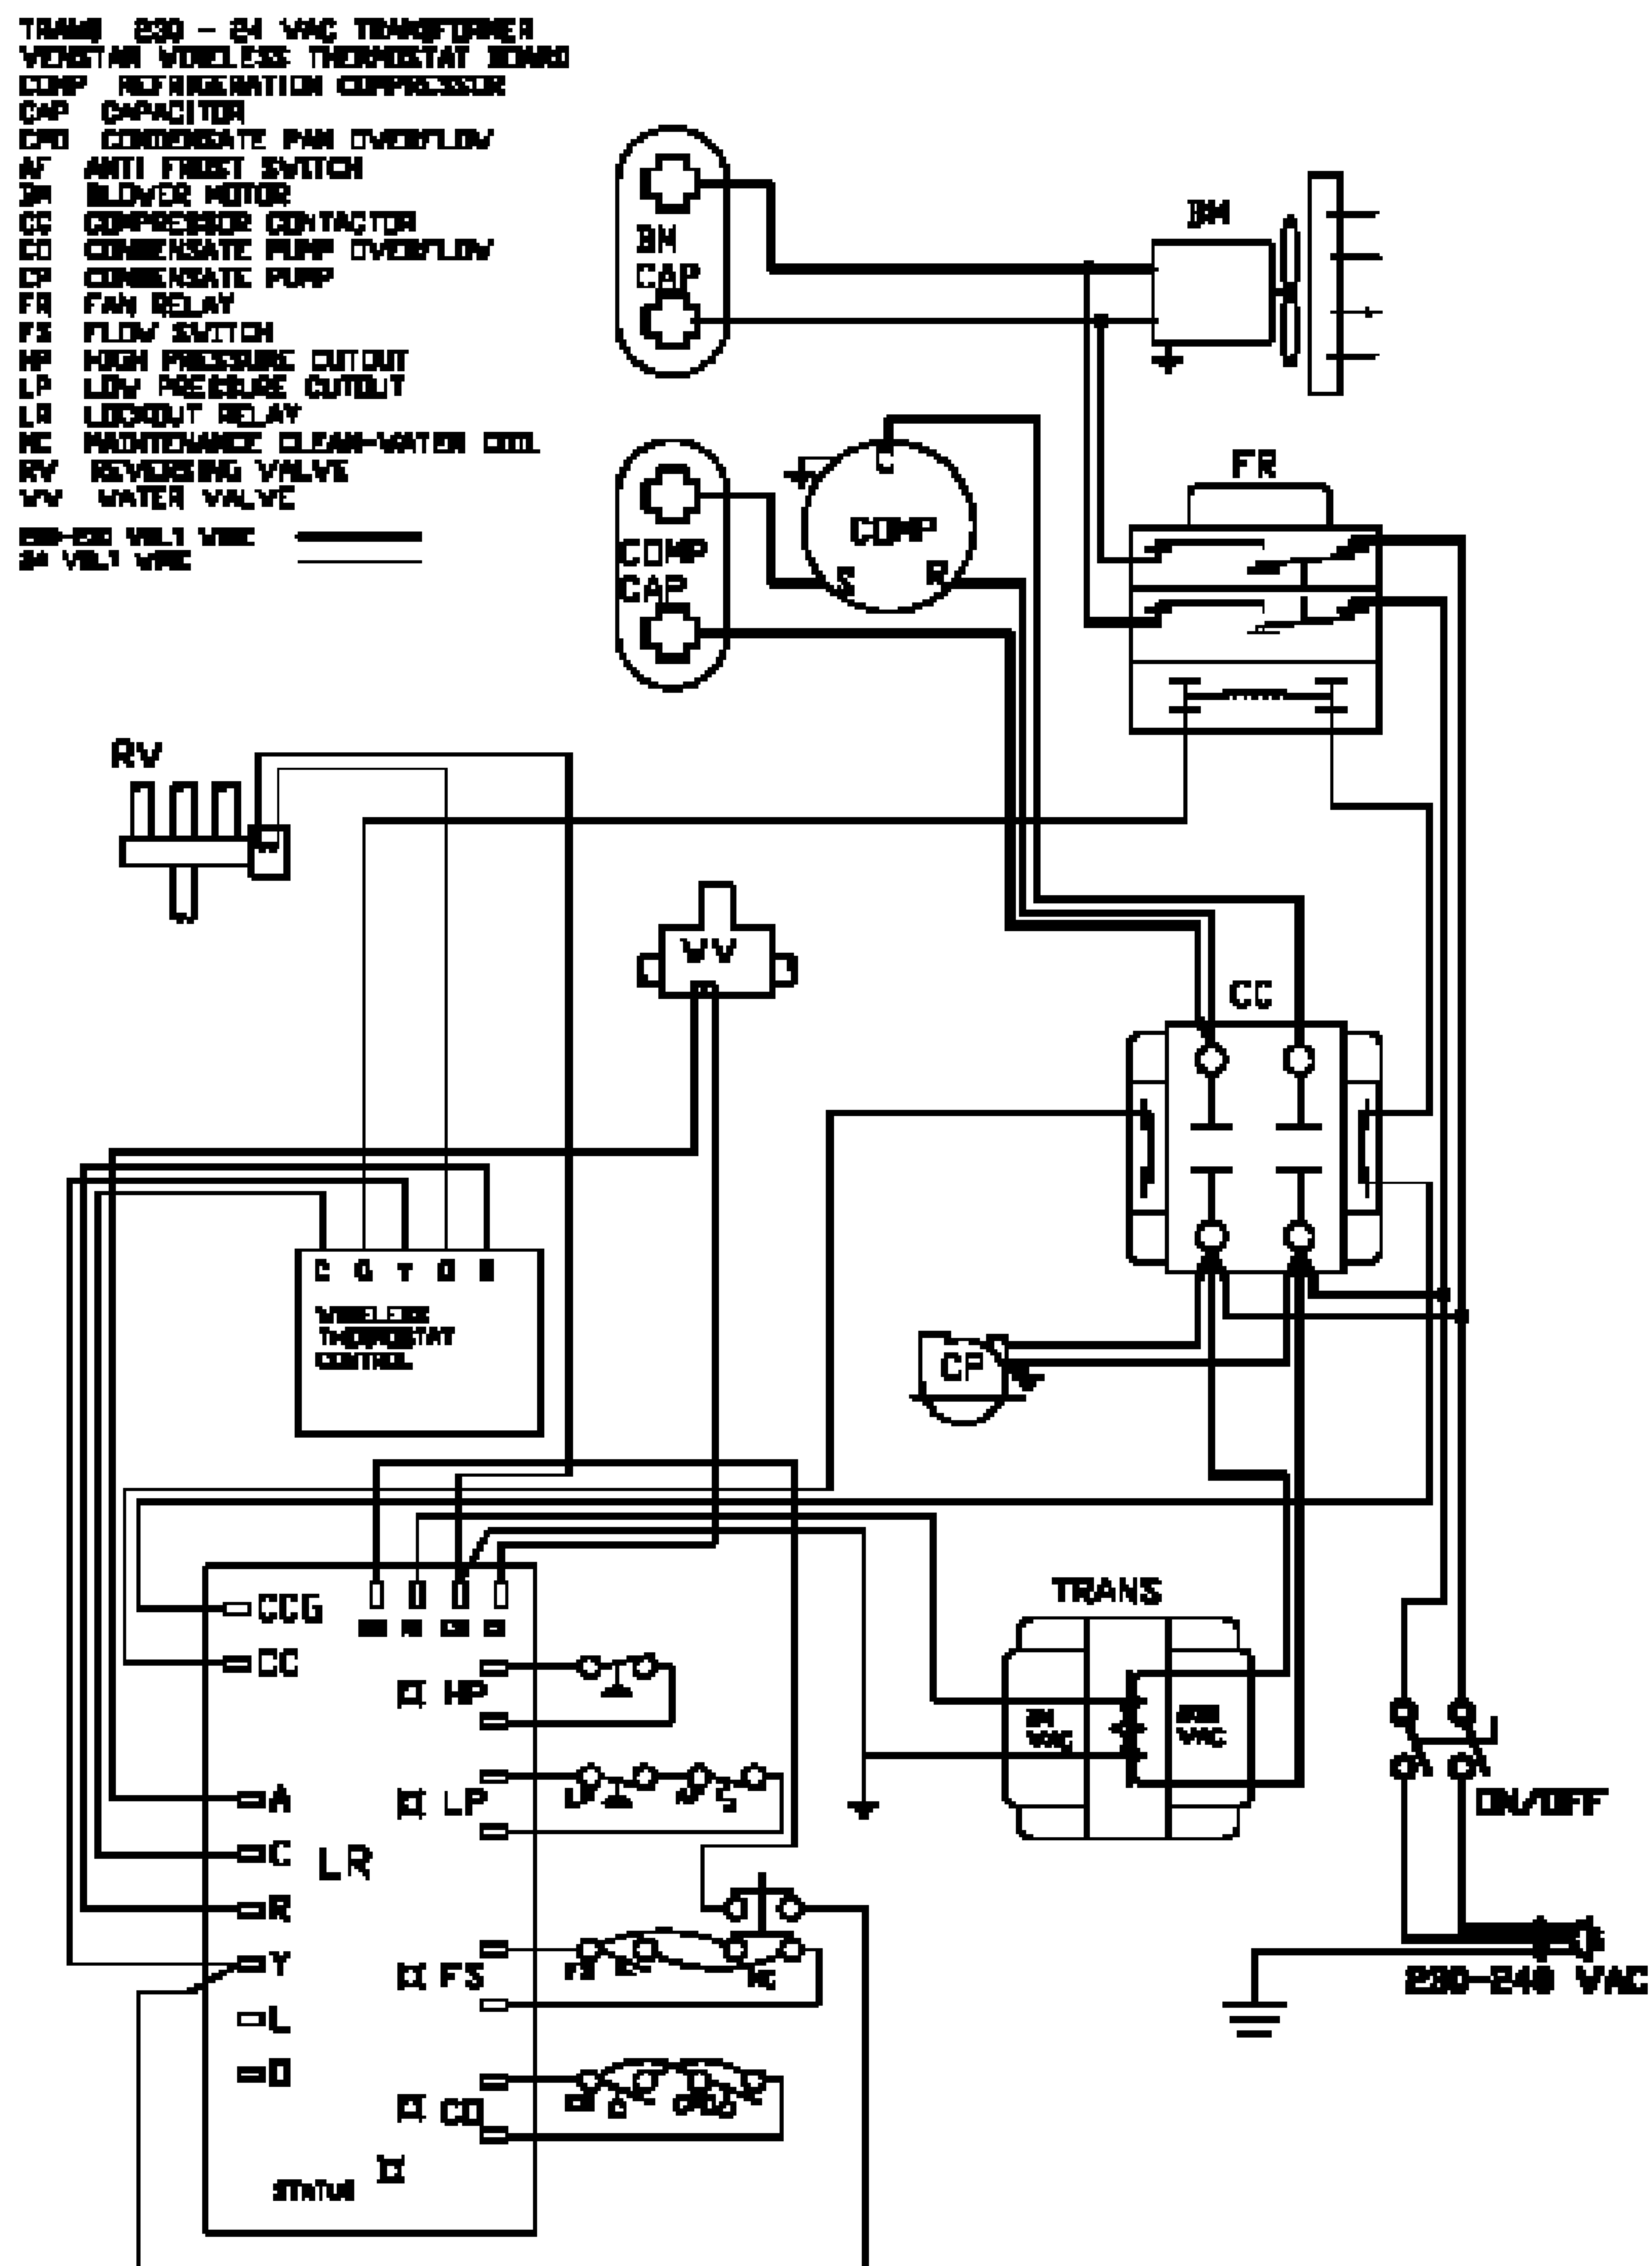 TRANS 230 - 24 VAC TRANSFORMER
VENSTAR WIRELESS THERMOSTAT BOARD
COMP REFRIGERATION COMPRESSOR
CAP CAPACITOR
CPO CONDENSATE PAN OVERFLOW
AF ANTI FROST SWITCH
BM BLOWER MOTOR
CC COMPRESSOR CONTACTOR
CO CONDENSATE PUMP OVERFLOW
CP CONDENSATE PUMP
FR FAN RELAY
FS FLOW SWITCH
HP HIGH PRESSURE CUTOUT
LP LOW PRESSURE CUTOUT
LR LOCKOUT RELAY
MC MAINTENANCE CLEAN-WATER COIL
RV REVERSING VALVE
WV WATER VALVE
VOLT WIRE
24 VOLT WIRE
BM
CAP
BM
FR
C
COMP
S R
COMP
CAP
RV
WV
CC
C G Y O R
WIRELESS
THERMOSTAT
CONTROL
CP
CCG
CC
HP
LP
A
C
LR
R
Y
L
O
FS
FS
MC
CO
STATUS
TRANS
24
VAC
VAC
ON/OFF
230-240 VAC